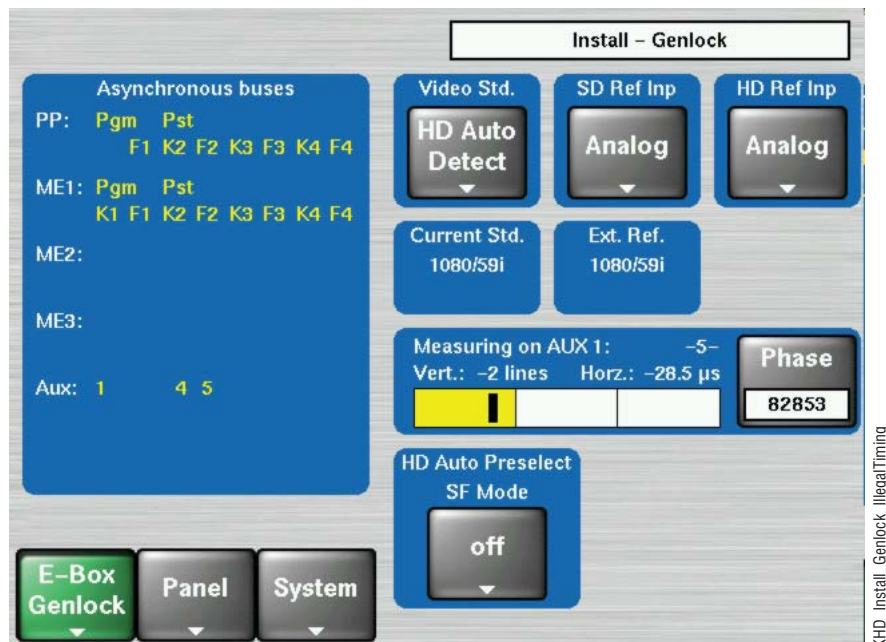 Install – Genlock
Asynchronous buses
PP: Pgm Pst
F1 K2 F2 K3 F3 K4 F4
ME1: Pgm Pst
K1 F1 K2 F2 K3 F3 K4 F4
ME2:
ME3:
Aux: 1 4 5
Video Std.
HD Auto
Detect
SD Ref Inp
Analog
HD Ref Inp
Analog
Current Std.
1080/59i
Ext. Ref.
1080/59i
Measuring on AUX 1: –5–
Vert.: –2 lines Horz.: –28.5 µs
Phase
82853
HD Auto Preselect
SF Mode
off
E–Box
Genlock
Panel
System
Install Genlock IllegalTiming